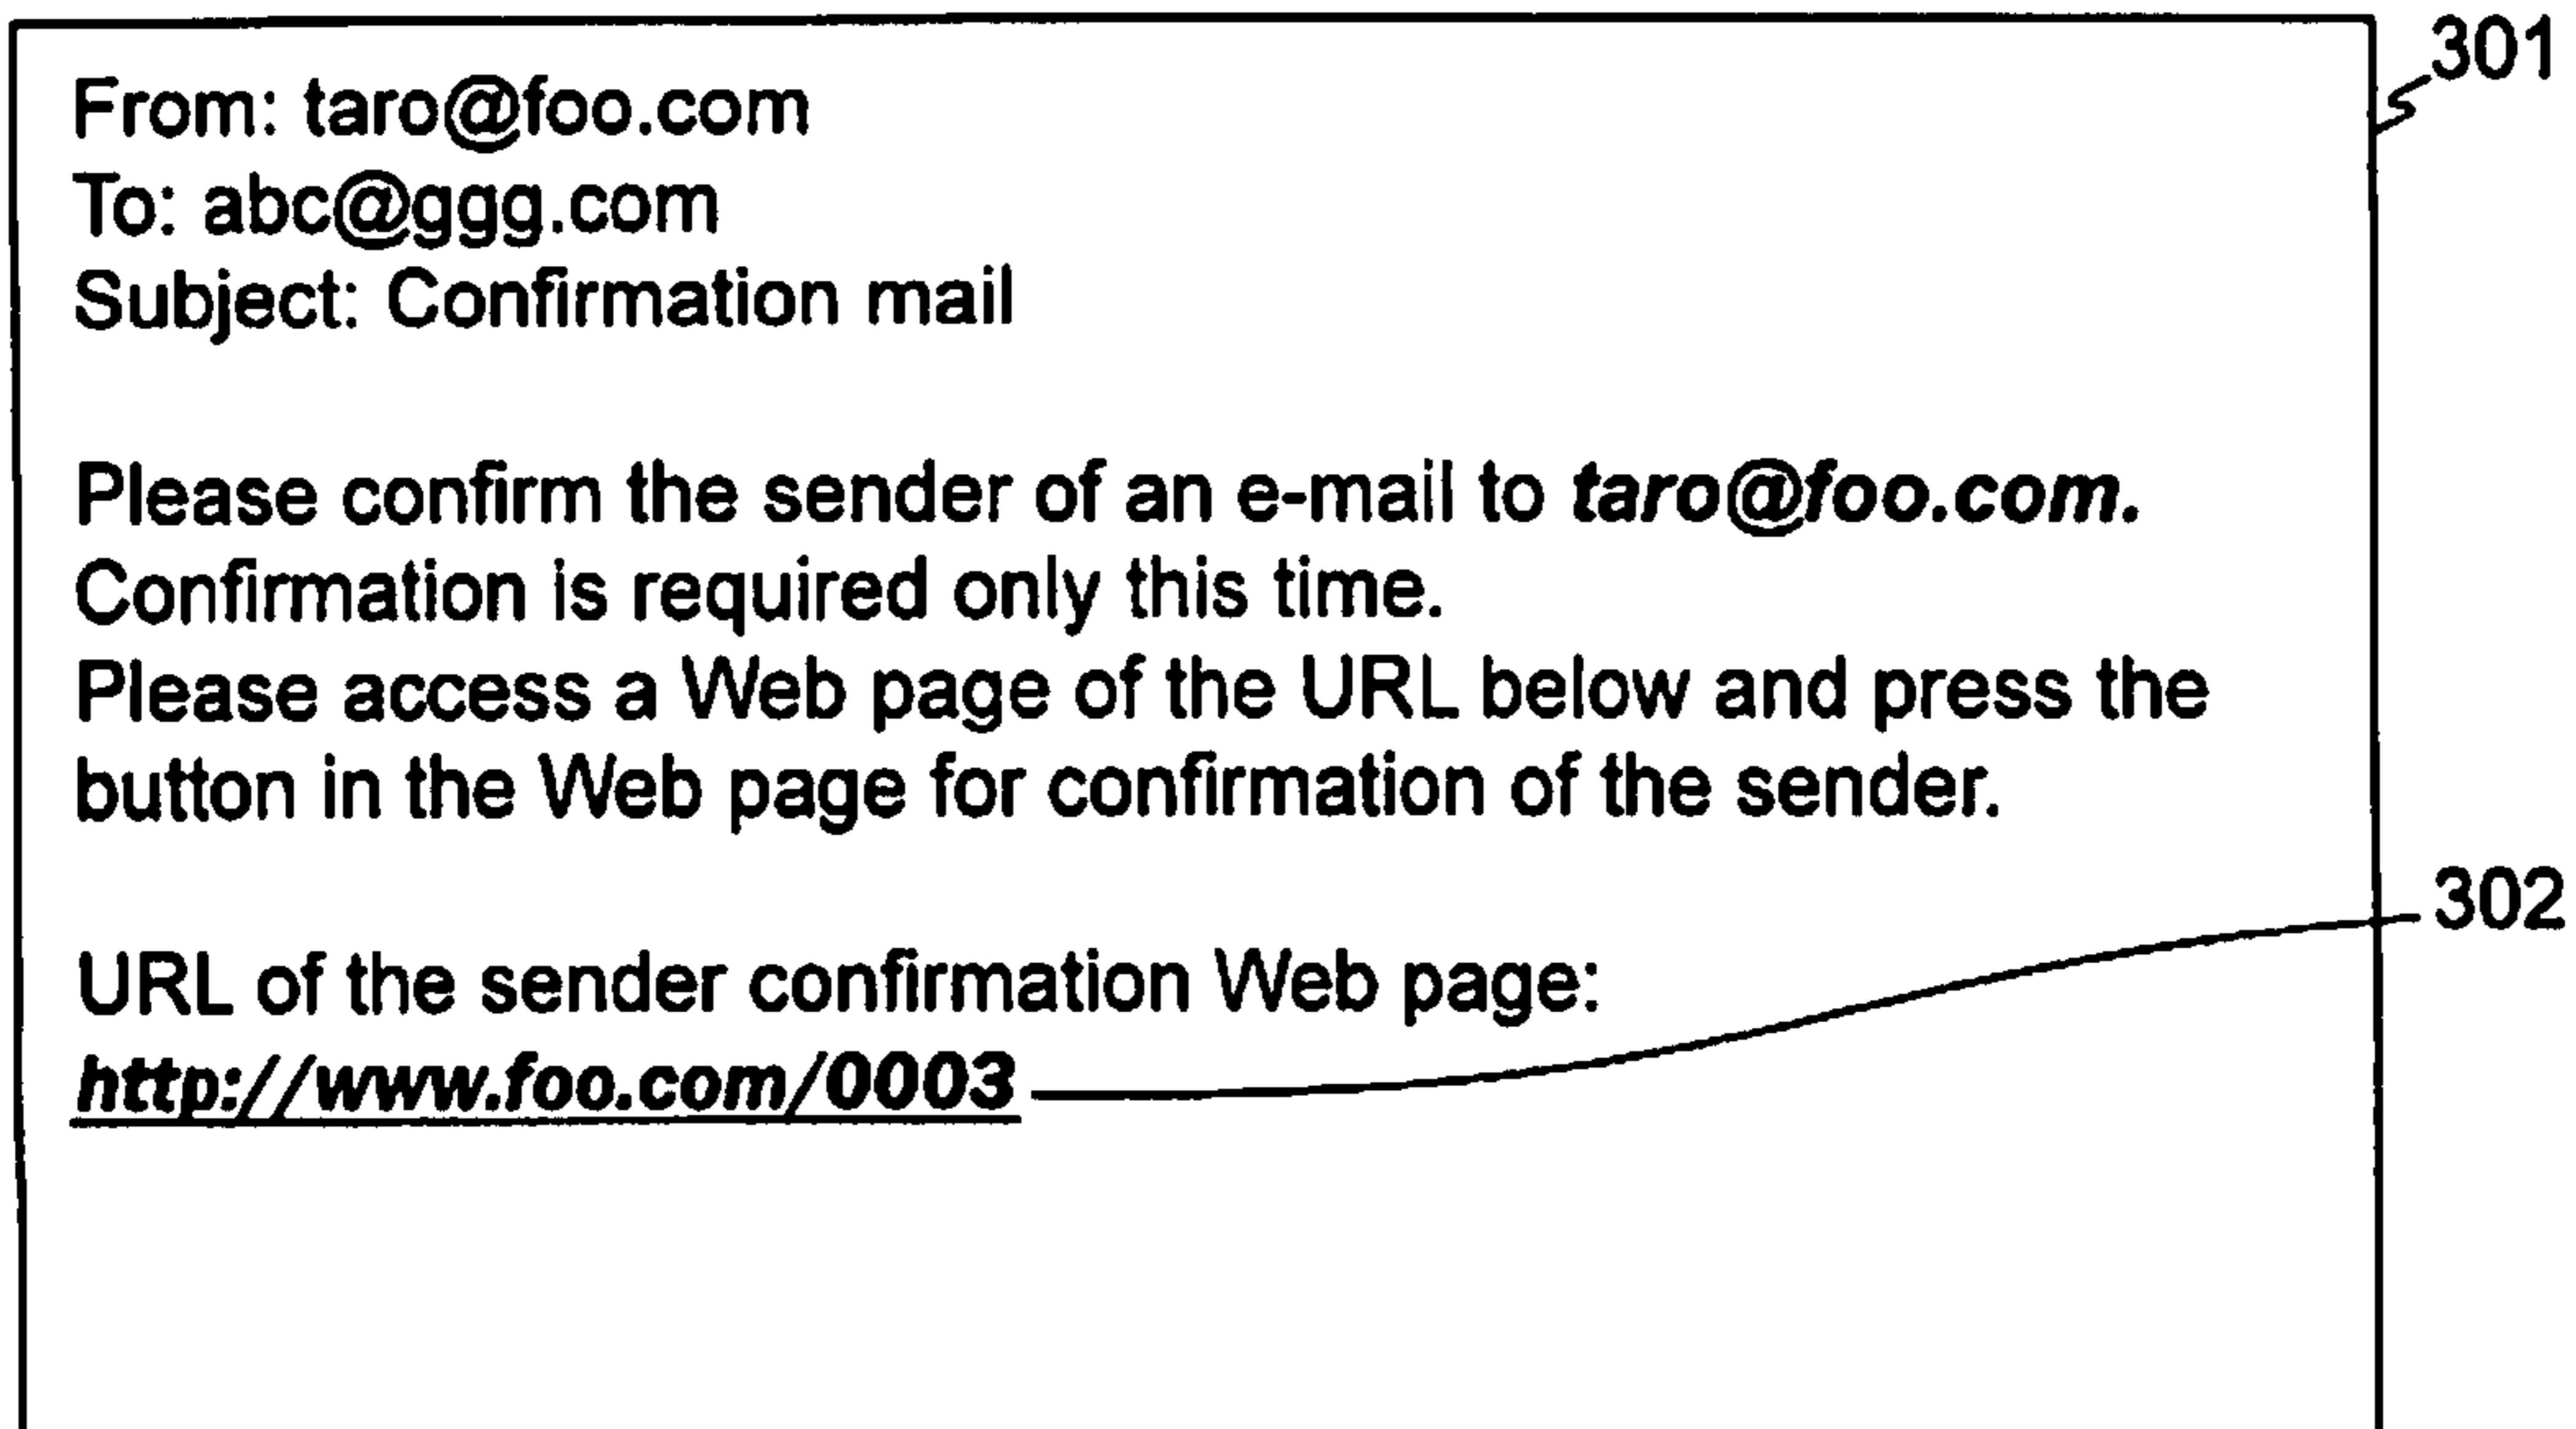 301
From: taro@foo.com
To: abc@ggg.com
Subject: Confirmation mail
Please confirm the sender of an e-mail to taro@foo.com.
Confirmation is required only this time.
Please access a Web page of the URL below and press the
button in the Web page for confirmation of the sender.
302
URL of the sender confirmation Web page:
http://www.foo.com/0003